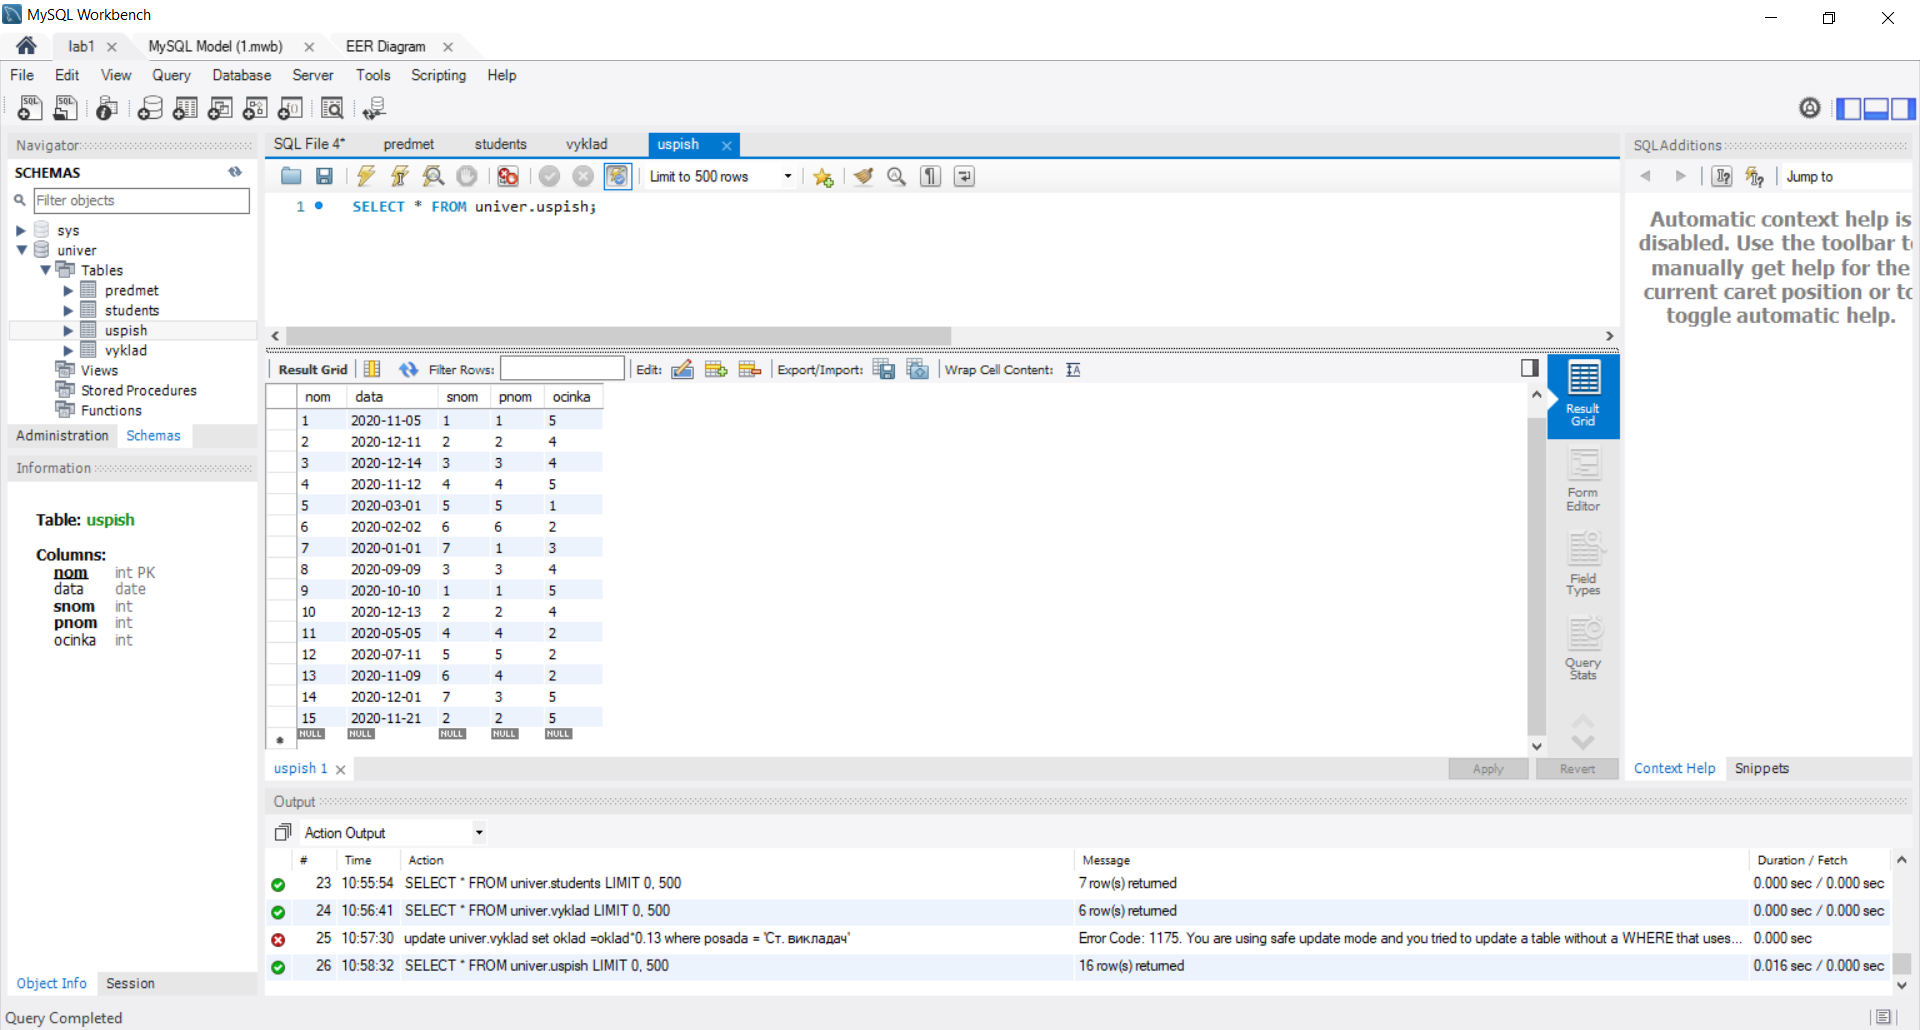 MySQL Workbench
lab1
MySQL Model (1.mwb)
EER Diagram
File Edit View Query Database Server Tools Scripting Help
Navigator
SCHEMAS
Filter objects
sys
univer
Tables
predmet
students
uspish
vyklad
Views
Stored Procedures
Functions
Administration Schemas
Information
Table: uspish
Columns:
nom int PK
data date
snom int
pnom int
ocinka int
Object Info Session
SQL File 4* predmet students vyklad uspish
Limit to 500 rows
1 SELECT * FROM univer.uspish;
Result Grid Filter Rows: Edit: Export/Import: Wrap Cell Content:
nom data snom pnom ocinka
1 2020-11-05 1 1 5
2 2020-12-11 2 2 4
3 2020-12-14 3 3 4
4 2020-11-12 4 4 5
5 2020-03-01 5 5 1
6 2020-02-02 6 6 2
7 2020-01-01 7 1 3
8 2020-09-09 3 3 4
9 2020-10-10 1 1 5
10 2020-12-13 2 2 4
11 2020-05-05 4 4 2
12 2020-07-11 5 5 2
13 2020-11-09 6 4 2
14 2020-12-01 7 3 5
15 2020-11-21 2 2 5
NULL NULL NULL NULL NULL
Result
Grid
Form
Editor
Field
Types
Query
Stats
uspish 1
Apply Revert
SQLAdditions
Jump to
Automatic context help is
disabled. Use the toolbar t
manually get help for the
current caret position or to
toggle automatic help.
Context Help Snippets
Output
Action Output
# Time Action Message Duration / Fetch
23 10:55:54 SELECT * FROM univer.students LIMIT 0, 500 7 row(s) returned 0.000 sec / 0.000 sec
24 10:56:41 SELECT * FROM univer.vyklad LIMIT 0, 500 6 row(s) returned 0.000 sec / 0.000 sec
25 10:57:30 update univer.vyklad set oklad =oklad*0.13 where posada = 'Ст. викладач' Error Code: 1175. You are using safe update mode and you tried to update a table without a WHERE that uses... 0.000 sec
26 10:58:32 SELECT * FROM univer.uspish LIMIT 0, 500 16 row(s) returned 0.016 sec / 0.000 sec
Query Completed